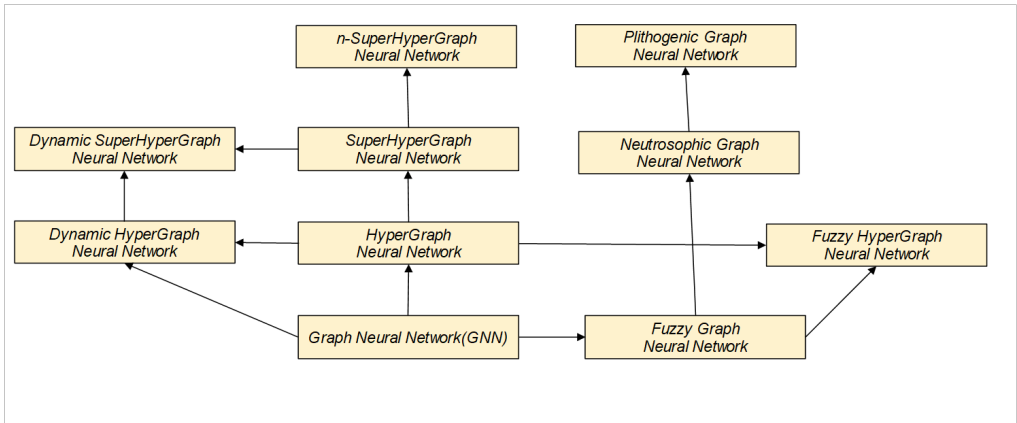 n-SuperHyperGraph
Neural Network
Plithogenic Graph
Neural Network
Dynamic SuperHyperGraph
Neural Network
SuperHyperGraph
Neural Network
Neutrosophic Graph
Neural Network
Dynamic HyperGraph
Neural Network
HyperGraph
Neural Network
Fuzzy HyperGraph
Neural Network
Graph Neural Network(GNN)
Fuzzy Graph
Neural Network